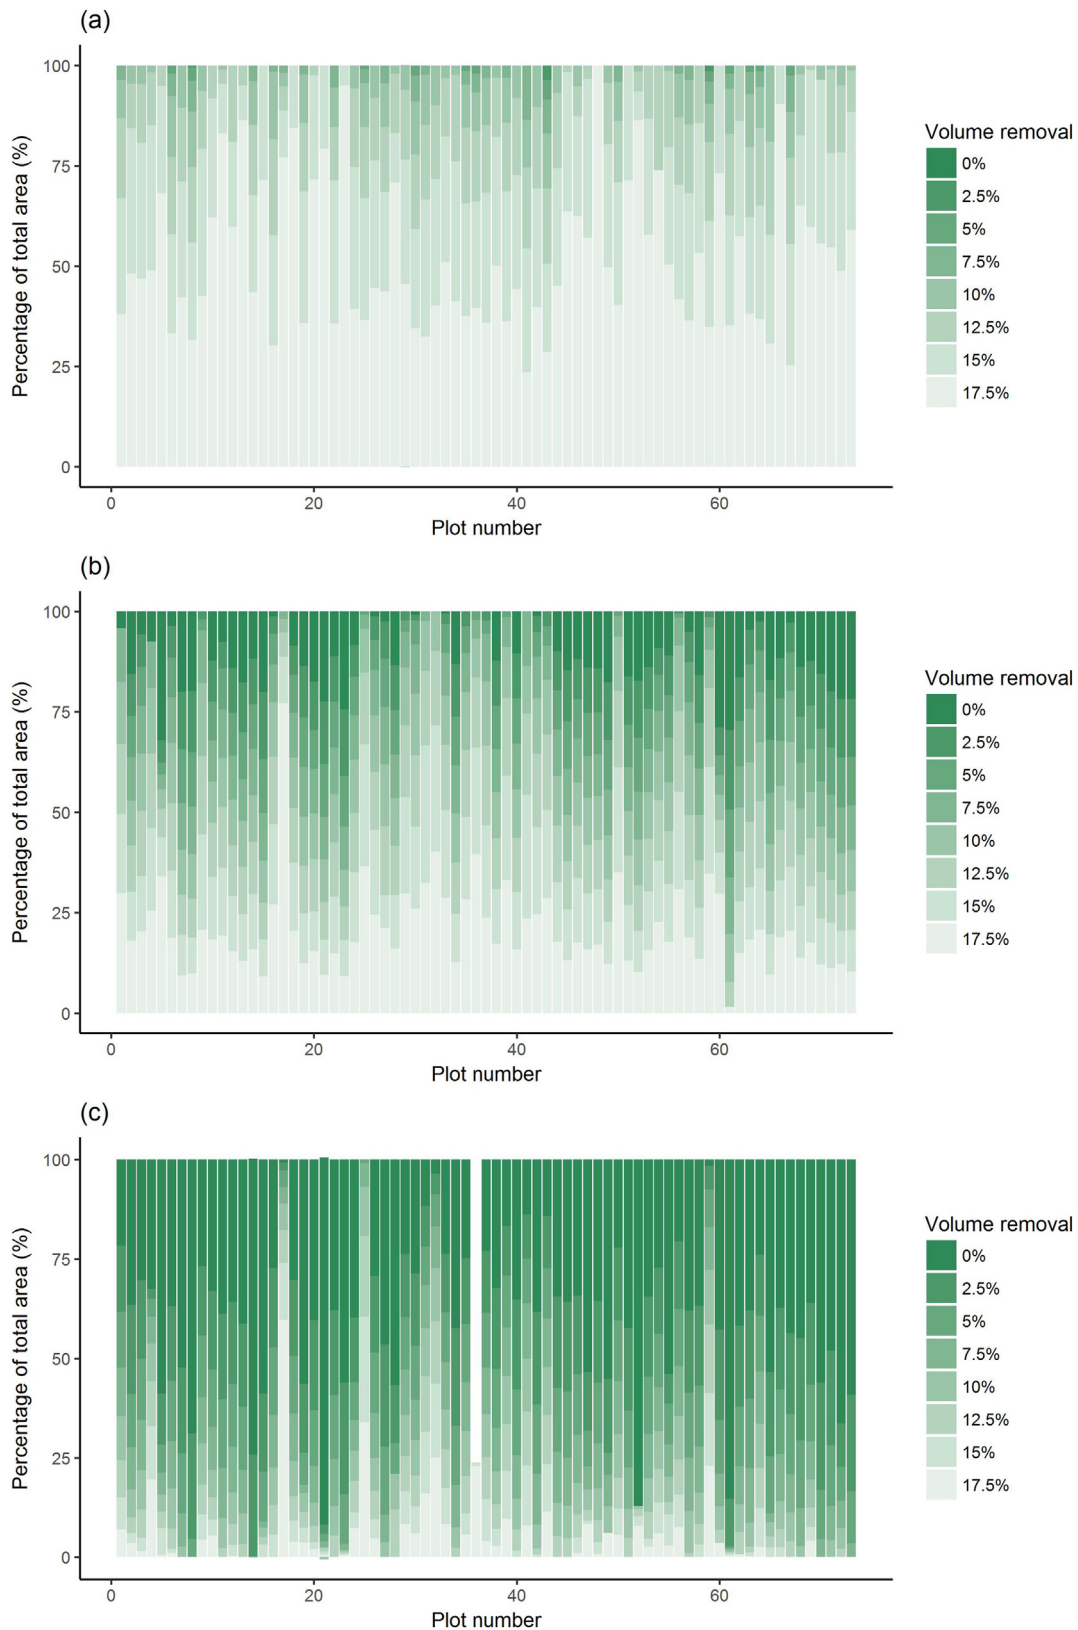 (a)
Percentage of total area (%)
100
75
50
25
0
0 20 40 60
Plot number
Volume removal
0%
2.5%
5%
7.5%
10%
12.5%
15%
17.5%
(b)
Percentage of total area (%)
100
75
50
25
0
0 20 40 60
Plot number
Volume removal
0%
2.5%
5%
7.5%
10%
12.5%
15%
17.5%
(c)
Percentage of total area (%)
100
75
50
25
0
0 20 40 60
Plot number
Volume removal
0%
2.5%
5%
7.5%
10%
12.5%
15%
17.5%